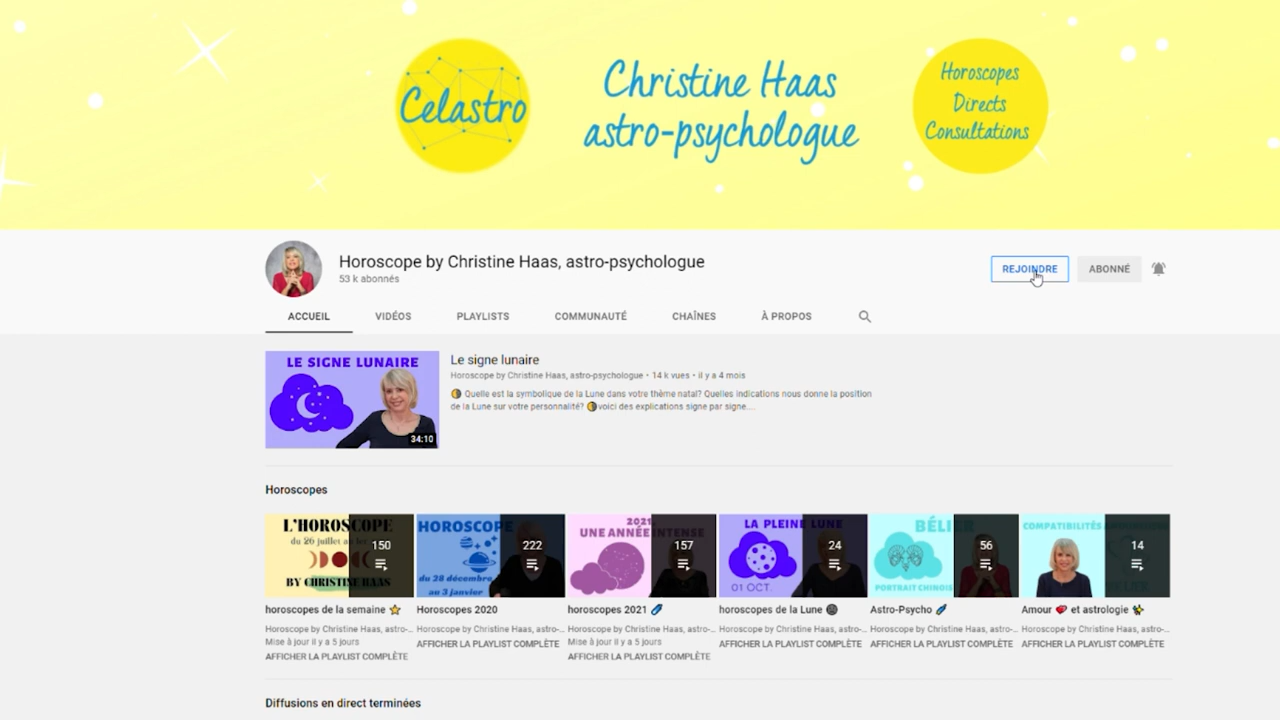 Celastro
Christine Haas
astro-psychologue
Horoscopes
Directs
Consultations
Horoscope by Christine Haas, astro-psychologue
53 k abonnés
REJOINDRE
ABONNÉ
ACCUEIL
VIDÉOS
PLAYLISTS
COMMUNAUTÉ
CHAÎNES
À PROPOS
LE SIGNE LUNAIRE
34:10
Le signe lunaire
Horoscope by Christine Haas, astro-psychologue • 14 k vues • il y a 4 mois
Quelle est la symbolique de la Lune dans votre thème natal? Quelles indications nous donne la position
de la Lune sur votre personnalité? voici des explications signe par signe....
Horoscopes
L'HOROSCOPE
du 26 juillet au
BY CHRISTINE HAAS
150
HOROSCOPE
du 28 décembre
au 3 janvier
222
2021
UNE ANNÉE INTENSE
157
LA PLEINE LUNE
01 OCT.
24
BÉLIER
PORTRAIT CHINOIS
56
COMPATIBILITÉS
14
horoscopes de la semaine
Horoscope by Christine Haas, astro-...
Mise à jour il y a 5 jours
AFFICHER LA PLAYLIST COMPLÈTE
Horoscopes 2020
Horoscope by Christine Haas, astro-...
AFFICHER LA PLAYLIST COMPLÈTE
horoscopes 2021
Horoscope by Christine Haas, astro-...
Mise à jour il y a 5 jours
AFFICHER LA PLAYLIST COMPLÈTE
horoscopes de la Lune
Horoscope by Christine Haas, astro-...
AFFICHER LA PLAYLIST COMPLÈTE
Astro-Psycho
Horoscope by Christine Haas, astro-...
AFFICHER LA PLAYLIST COMPLÈTE
Amour et astrologie
Horoscope by Christine Haas, astro-...
AFFICHER LA PLAYLIST COMPLÈTE
Diffusions en direct terminées